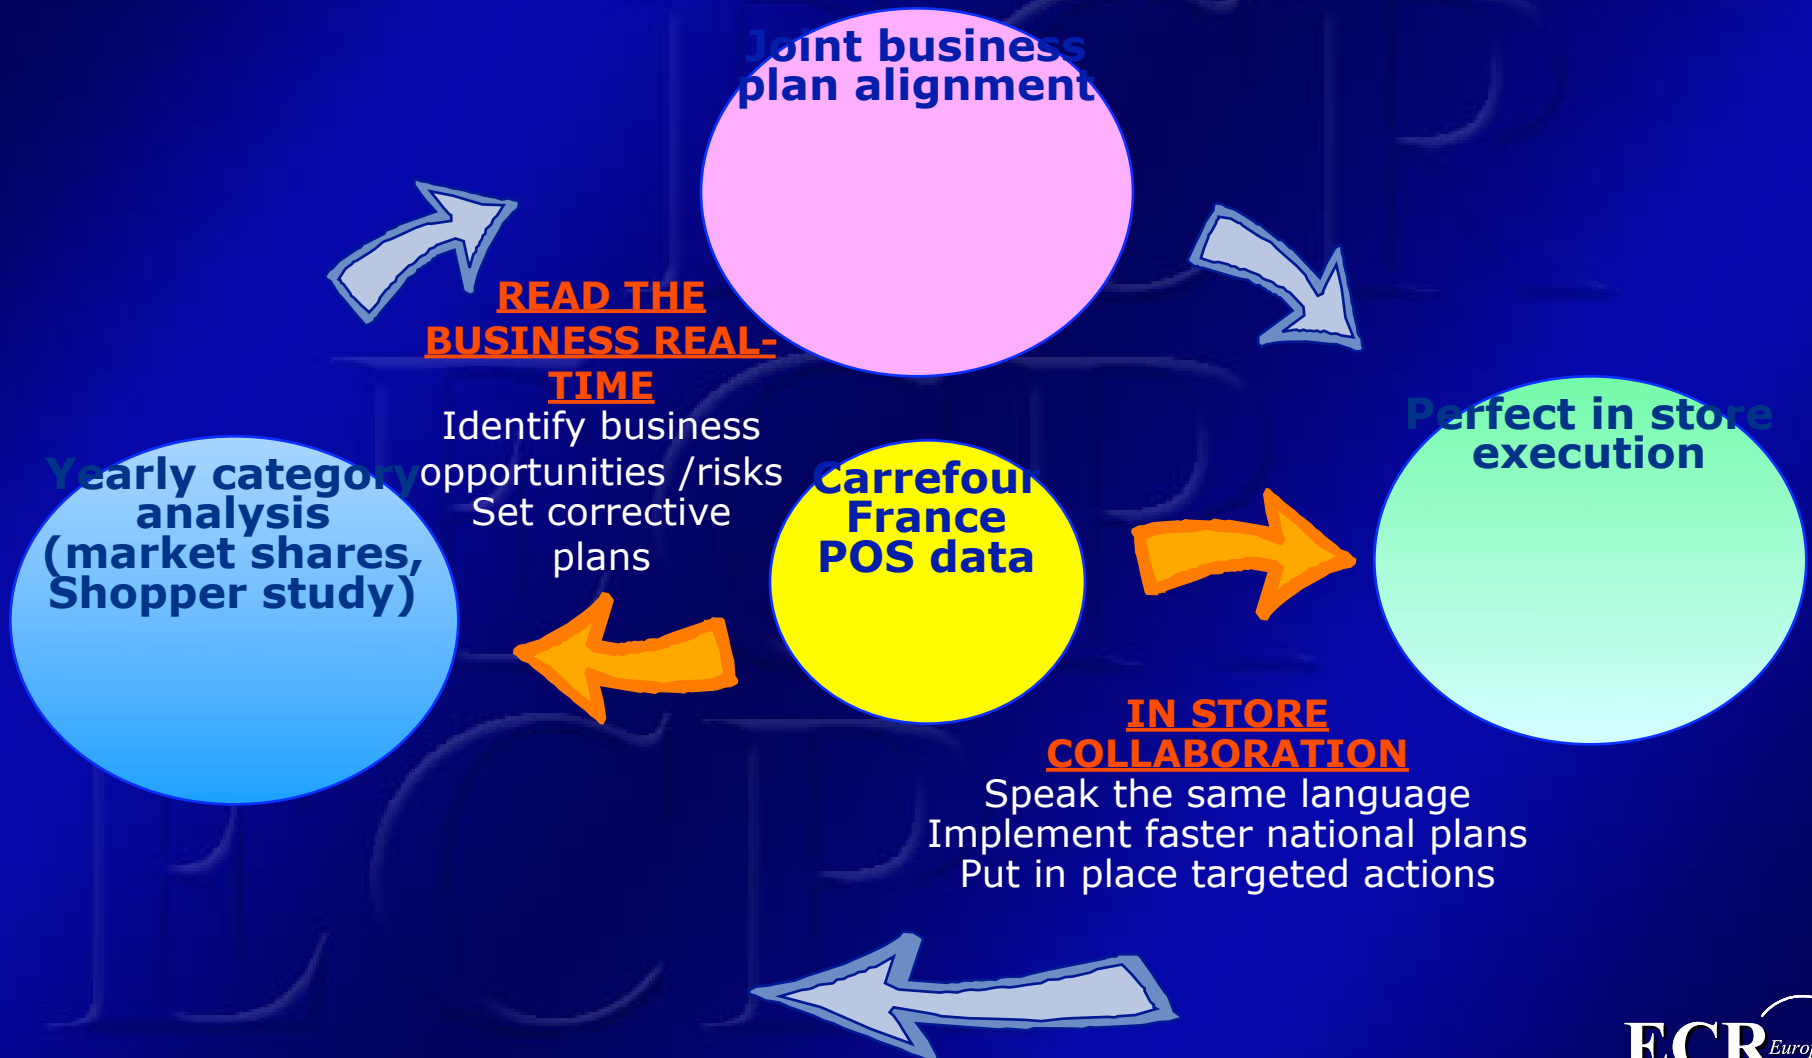 Joint business
plan alignment
READ THE
BUSINESS REAL-
TIME
Identify business
opportunities /risks
Set corrective
plans
Yearly category
analysis
(market shares,
Shopper study)
Carrefour
France
POS data
Perfect in store
execution
IN STORE
COLLABORATION
Speak the same language
Implement faster national plans
Put in place targeted actions
ECR